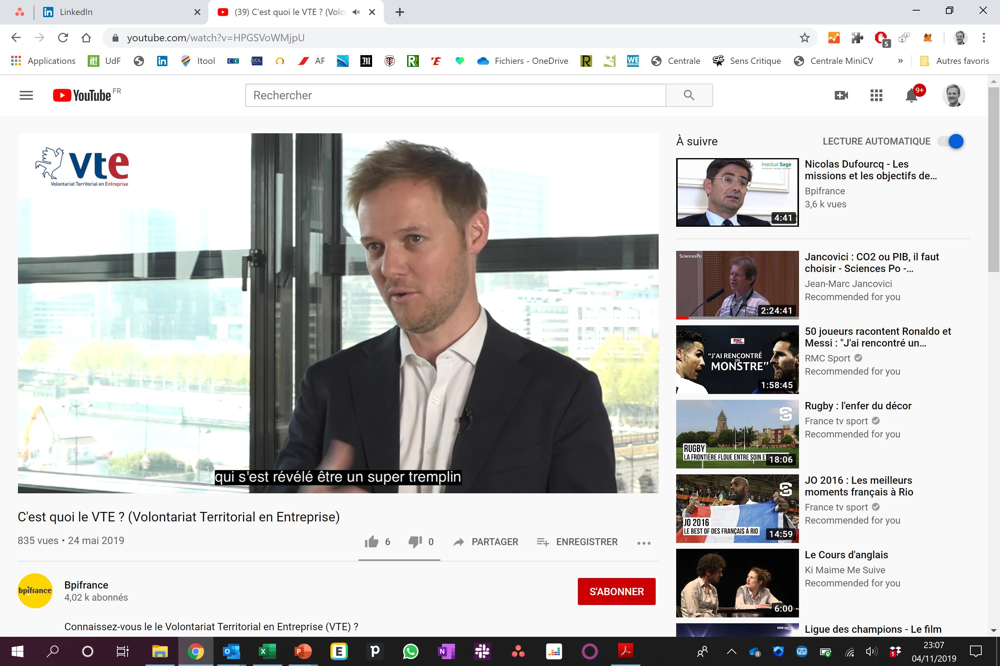 LinkedIn
(39) C'est quoi le VTE ? (Volo
youtube.com/watch?v=HPGSVoWMjpU
5
Applications
UdF
Itool
CIC
LCL
AF
Fichiers - OneDrive
Centrale
Sens Critique
Centrale MiniCV
»
Autres favoris
YouTube FR
Rechercher
9+
vte
Volontariat Territorial en Entreprise
qui s'est révélé être un super tremplin
C'est quoi le VTE ? (Volontariat Territorial en Entreprise)
835 vues • 24 mai 2019
6
0
PARTAGER
ENREGISTRER
bpifrance
Bpifrance
4,02 k abonnés
S'ABONNER
Connaissez-vous le le Volontariat Territorial en Entreprise (VTE) ?
À suivre
LECTURE AUTOMATIQUE
Institut Sage
4:41
Nicolas Dufourcq - Les
missions et les objectifs de...
Bpifrance
3,6 k vues
SciencesPo
2:24:41
Jancovici : CO2 ou PIB, il faut
choisir - Sciences Po -...
Jean-Marc Jancovici
Recommended for you
RMC SPORT
“J'AI RENCONTRÉ
UN
MONSTRE”
1:58:45
50 joueurs racontent Ronaldo et
Messi : "J'ai rencontré un...
RMC Sport
Recommended for you
RUGBY
LA FRONTIÈRE FLOUE ENTRE SOIN ET
18:06
Rugby : l'enfer du décor
France tv sport
Recommended for you
JO 2016
LE BEST OF DES FRANÇAIS À RIO
14:59
JO 2016 : Les meilleurs
moments français à Rio
France tv sport
Recommended for you
6:00
Le Cours d'anglais
Ki Maime Me Suive
Recommended for you
Ligue des champions - Le film
23:07
04/11/2019